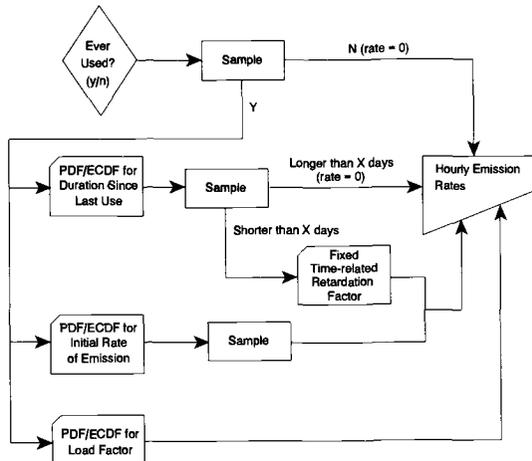 Ever
Used?
(y/n)
Sample
N (rate = 0)
Y
PDF/ECDF for
Duration Since
Last Use
Sample
Longer than X days
(rate = 0)
Hourly Emission
Rates
Shorter than X days
Fixed
Time-related
Retardation
Factor
PDF/ECDF for
Initial Rate
of Emission
Sample
PDF/ECDF for
Load Factor